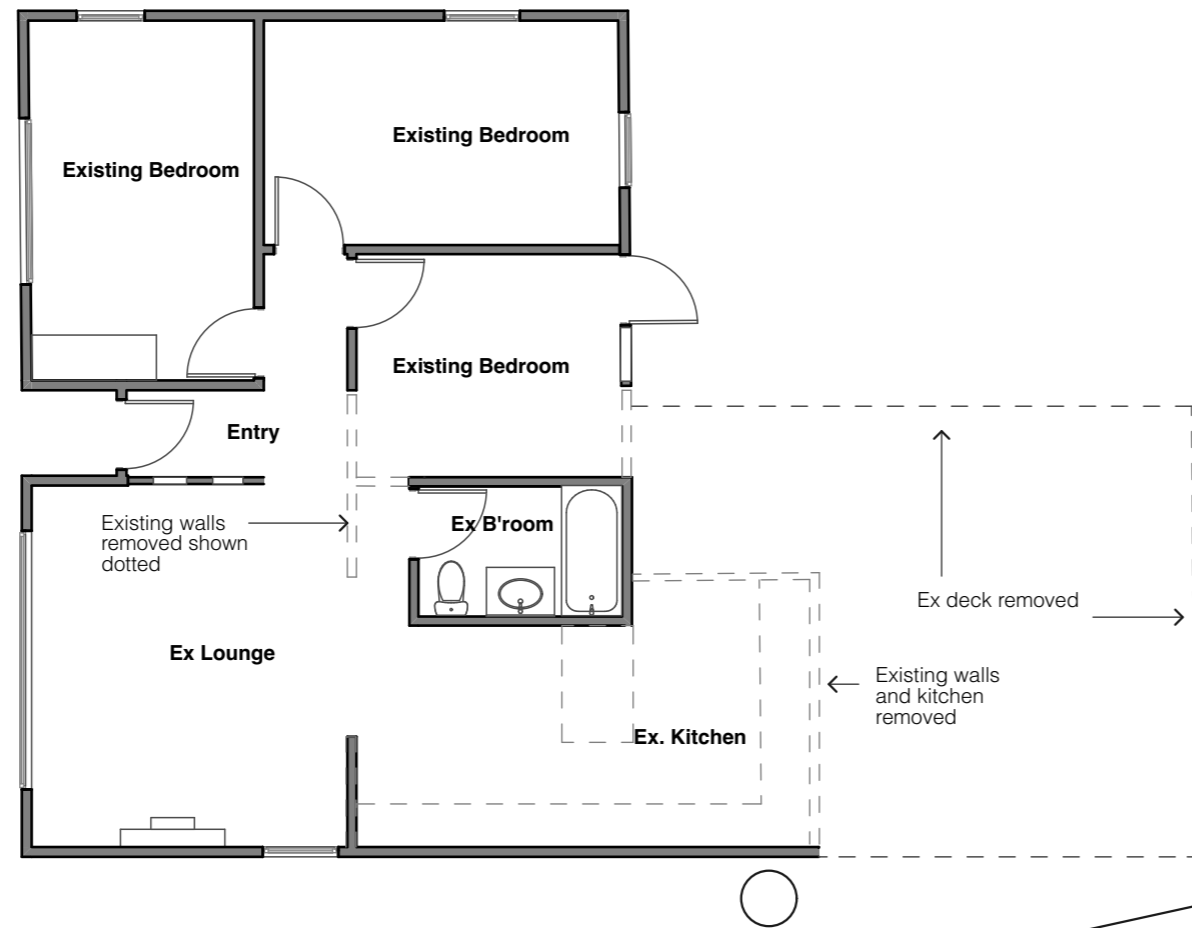 Existing Bedroom
Existing Bedroom
Existing Bedroom
Entry
Existing walls
removed shown
dotted
Ex B'room
Ex deck removed
Ex Lounge
Existing walls
and kitchen
removed
Ex. Kitchen